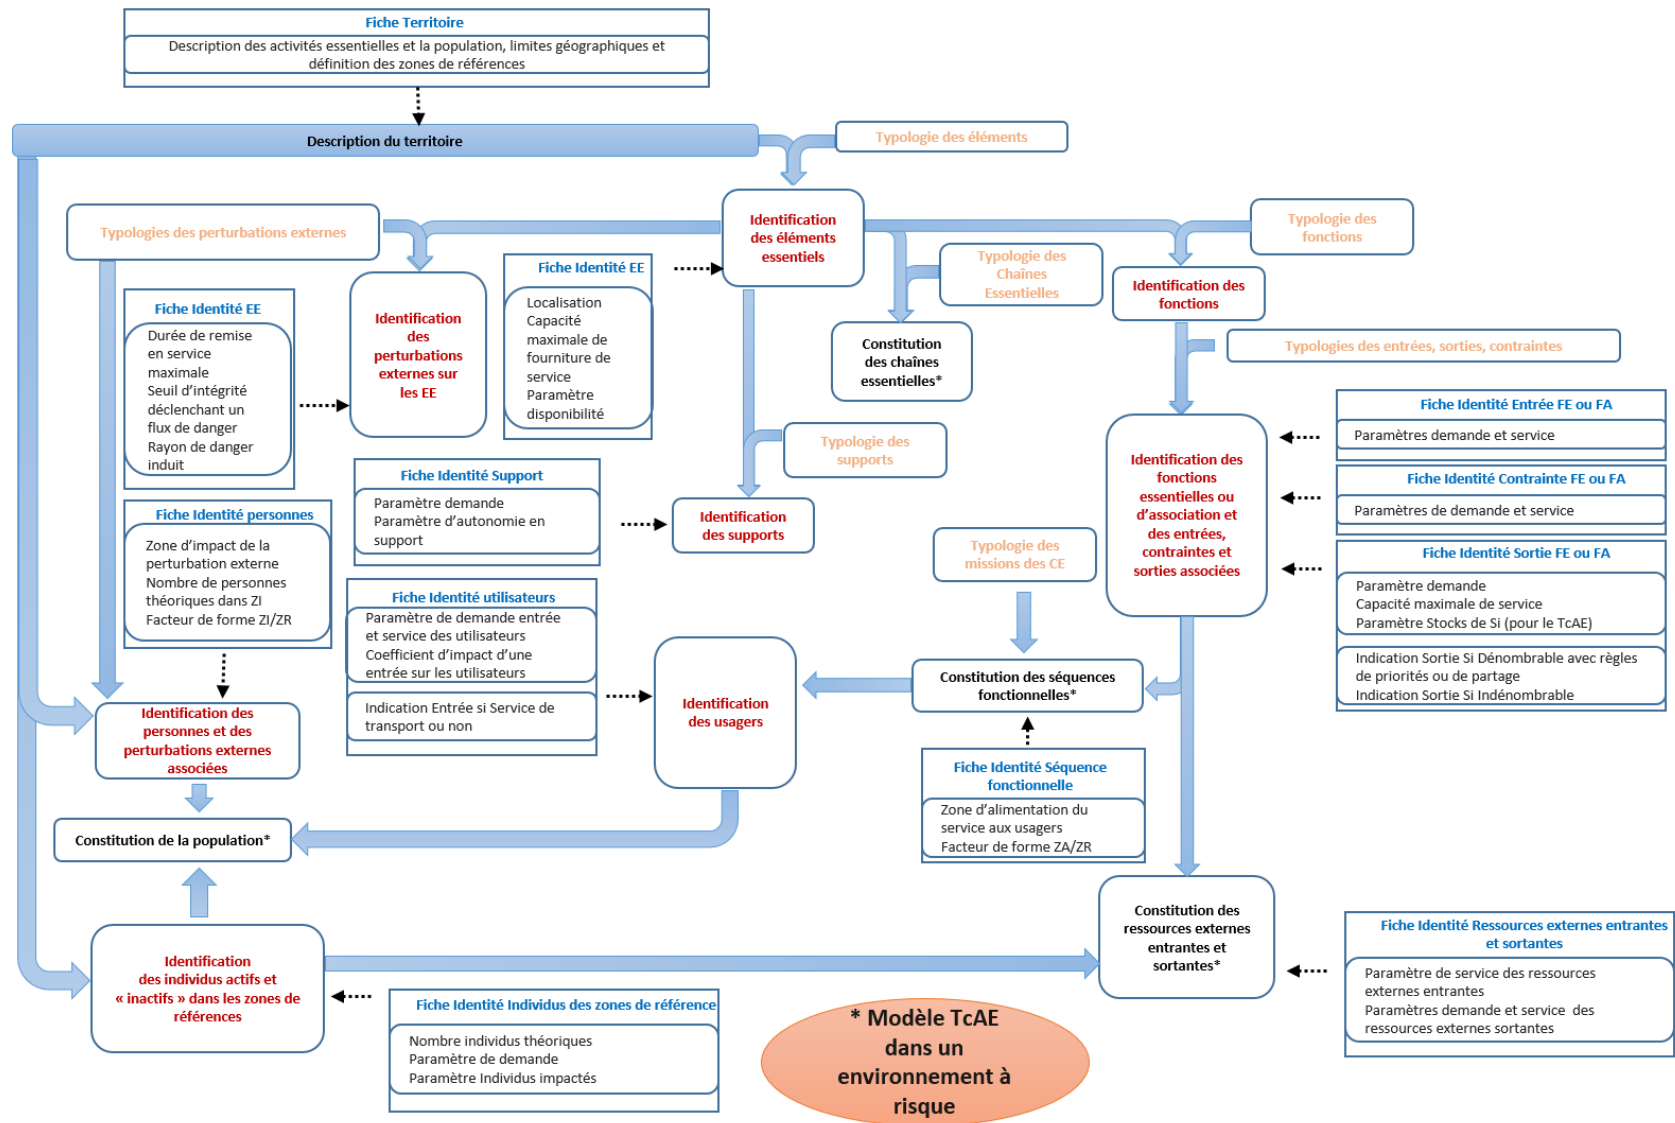 Fiche Territoire
Description des activités essentielles et la population, limites géographiques et
définition des zones de références
Description du territoire
Typologie des éléments
Typologies des perturbations externes
Identification
des éléments
essentiels
Typologie des
fonctions
Typologie des
Chaînes
Essentielles
Identification des
fonctions
Fiche Identité EE
Localisation
Capacité
maximale de
fourniture de
service
Paramètre
disponibilité
Fiche Identité EE
Durée de remise
en service
maximale
Seuil d'intégrité
déclenchant un
flux de danger
Rayon de danger
induit
Identification
des
perturbations
externes sur
les EE
Constitution
des chaînes
essentielles*
Typologies des entrées, sorties, contraintes
Fiche Identité Entrée FE ou FA
Paramètres demande et service
Typologie des
supports
Identification des
fonctions
essentielles ou
d'association et
des entrées,
contraintes et
sorties associées
Fiche Identité Contrainte FE ou FA
Paramètres de demande et service
Fiche Identité Support
Paramètre demande
Paramètre d'autonomie en
support
Identification
des supports
Fiche Identité personnes
Zone d'impact de la
perturbation externe
Nombre de personnes
théoriques dans ZI
Facteur de forme ZI/ZR
Typologie des
missions des CE
Fiche Identité Sortie FE ou FA
Paramètre demande
Capacité maximale de service
Paramètre Stocks de Si (pour le TcAE)
Indication Sortie Si Dénombrable avec règles
de priorités ou de partage
Indication Sortie Si Indénombrable
Fiche Identité utilisateurs
Paramètre de demande entrée
et service des utilisateurs
Coefficient d'impact d'une
entrée sur les utilisateurs
Indication Entrée si Service de
transport ou non
Identification
des usagers
Constitution des séquences
fonctionnelles*
Identification des
personnes et des
perturbations externes
associées
Fiche Identité Séquence
fonctionnelle
Zone d'alimentation du
service aux usagers
Facteur de forme ZA/ZR
Constitution de la population*
Identification
des individus actifs et
« inactifs » dans les zones de
références
Constitution des
ressources externes
entrantes et
sortantes*
Fiche Identité Ressources externes entrantes
et sortantes
Paramètre de service des ressources
externes entrantes
Paramètres demande et service des
ressources externes sortantes
Fiche Identité Individus des zones de référence
Nombre individus théoriques
Paramètre de demande
Paramètre Individus impactés
* Modèle TcAE
dans un
environnement à
risque